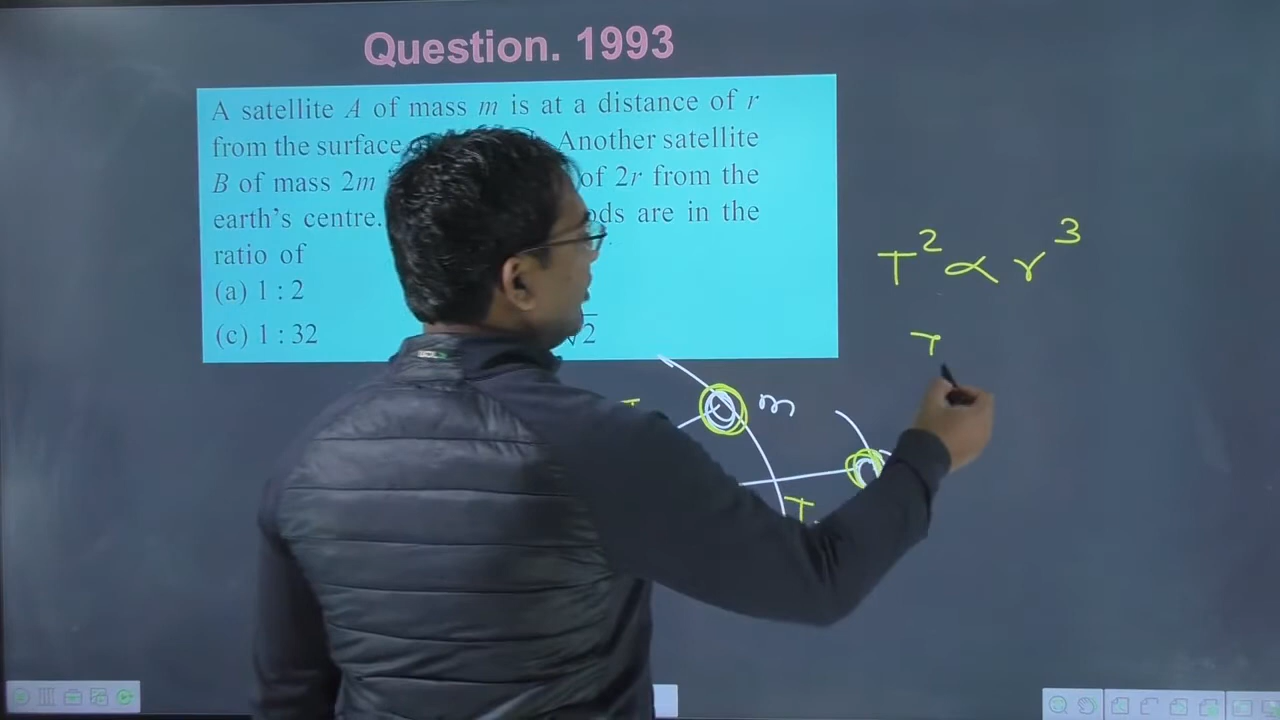 Question. 1993
A satellite A of mass m is at a distance of r
from the surface Another satellite
B of mass 2m of 2r from the
earth's centre. are in the
ratio of
(a) 1 : 2
(c) 1 : 32 √2
T² ∝ r³
T
m
T